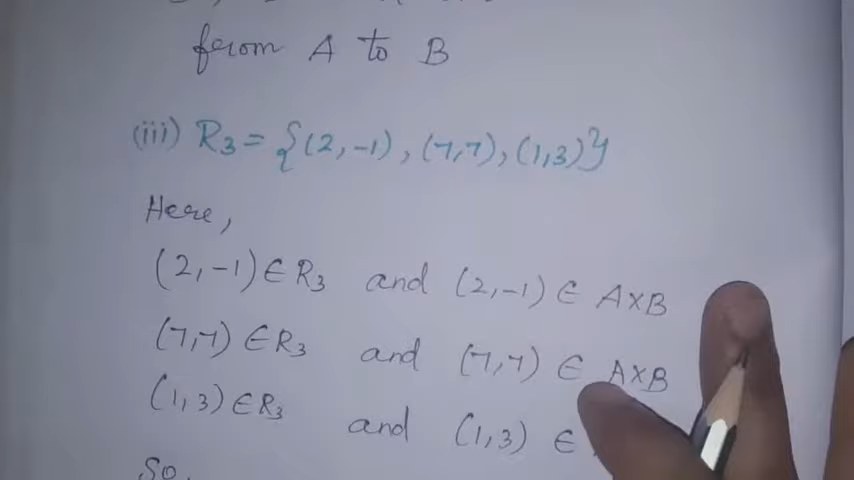 from A to B
(iii) R3 = {(2,-1), (7,7), (1,3)}
Here,
(2,-1) ∈ R3 and (2,-1) ∈ A×B
(7,7) ∈ R3 and (7,7) ∈ A×B
(1,3) ∈ R3 and (1,3) ∈
So,